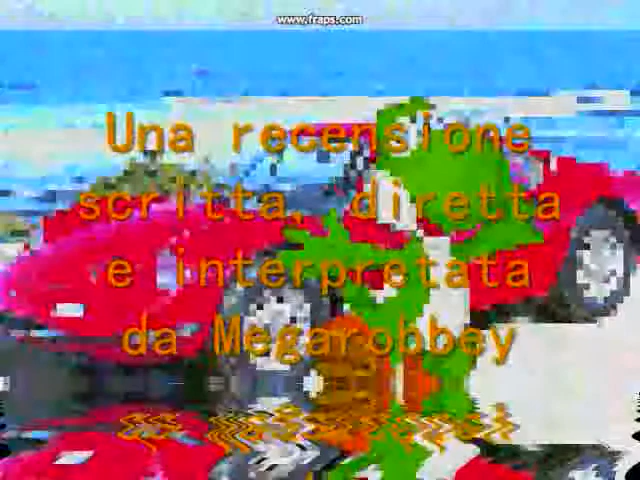 www.fraps.com
Una recensione
scritta, diretta
e interpretata
da Megarobbey